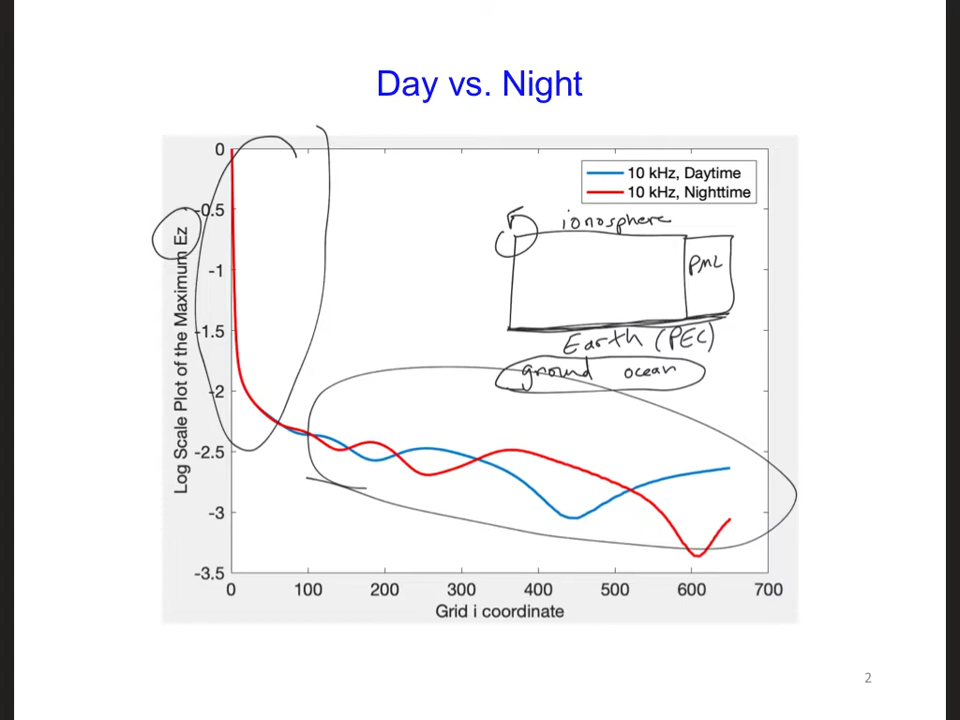 Day vs. Night
10 kHz, Daytime
10 kHz, Nighttime
0
-0.5
-1
-1.5
-2
-2.5
-3
-3.5
Log Scale Plot of the Maximum Ez
ionosphere
PML
Earth (PEC)
ground ocean
0 100 200 300 400 500 600 700
Grid i coordinate
2